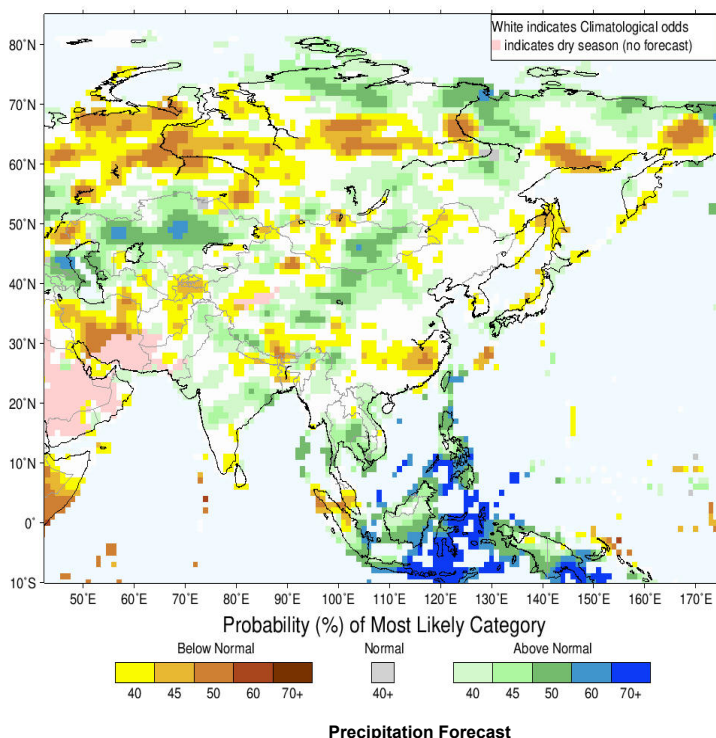 White indicates Climatological odds
indicates dry season (no forecast)
80°N
70°N
60°N
50°N
40°N
30°N
20°N
10°N
0°
10°S
50°E 60°E 70°E 80°E 90°E 100°E 110°E 120°E 130°E 140°E 150°E 160°E 170°E
Probability (%) of Most Likely Category
Below Normal Normal Above Normal
40 45 50 60 70+ 40+ 40 45 50 60 70+
Precipitation Forecast